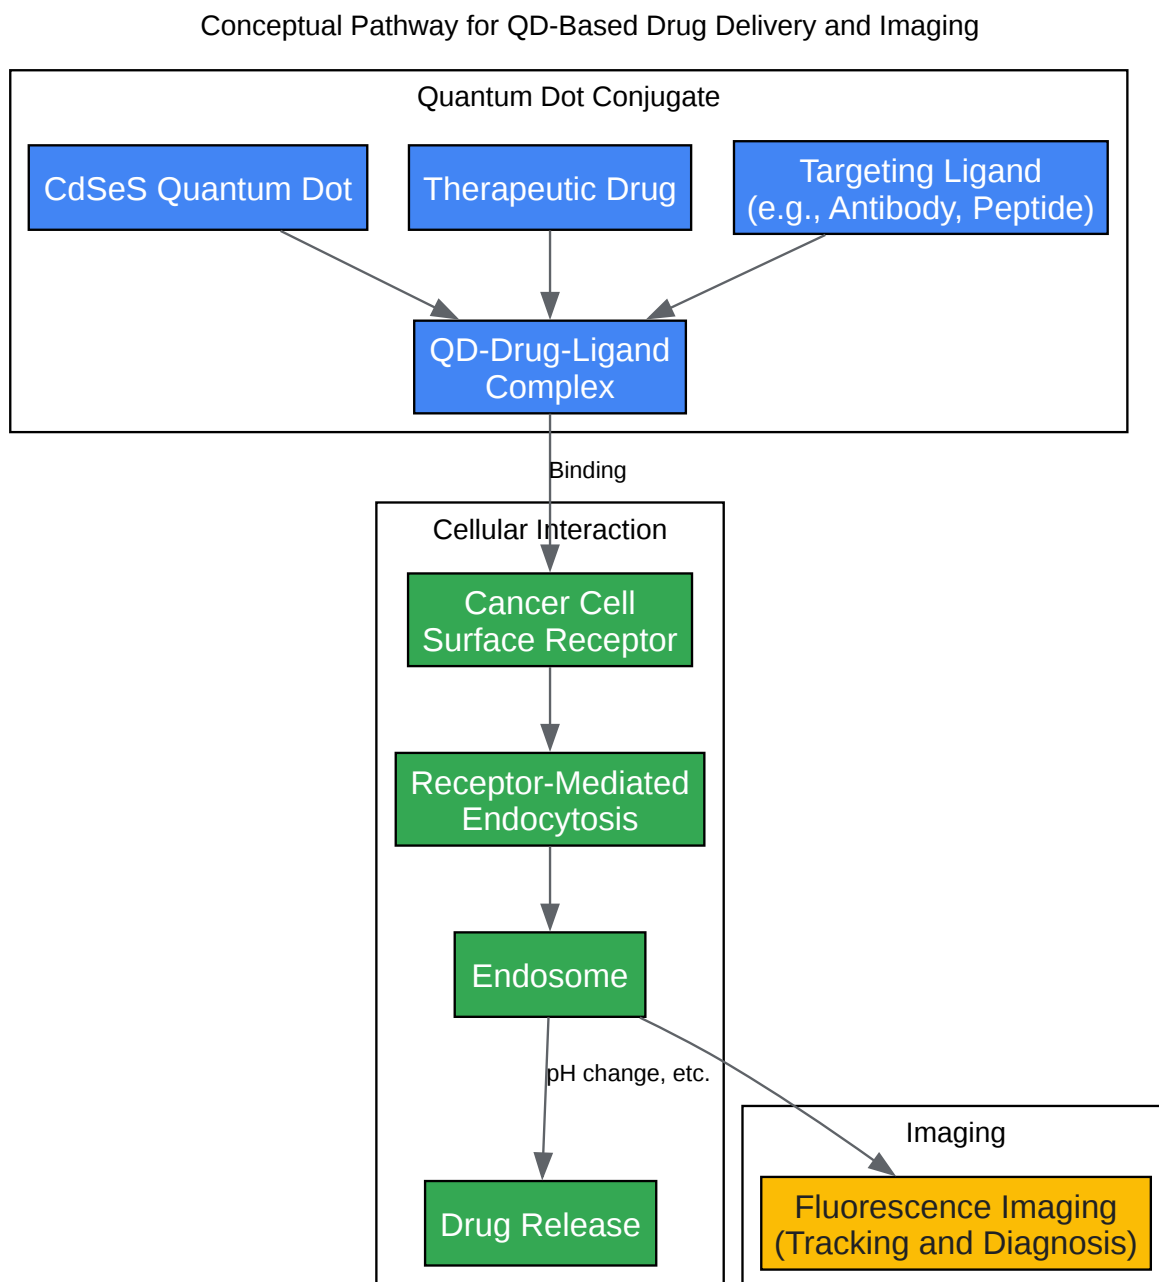 Conceptual Pathway for QD-Based Drug Delivery and Imaging
Quantum Dot Conjugate
CdSeS Quantum Dot
Therapeutic Drug
Targeting Ligand
(e.g., Antibody, Peptide)
QD-Drug-Ligand
Complex
Binding
Cellular Interaction
Cancer Cell
Surface Receptor
Receptor-Mediated
Endocytosis
Endosome
pH change, etc.
Imaging
Drug Release
Fluorescence Imaging
(Tracking and Diagnosis)